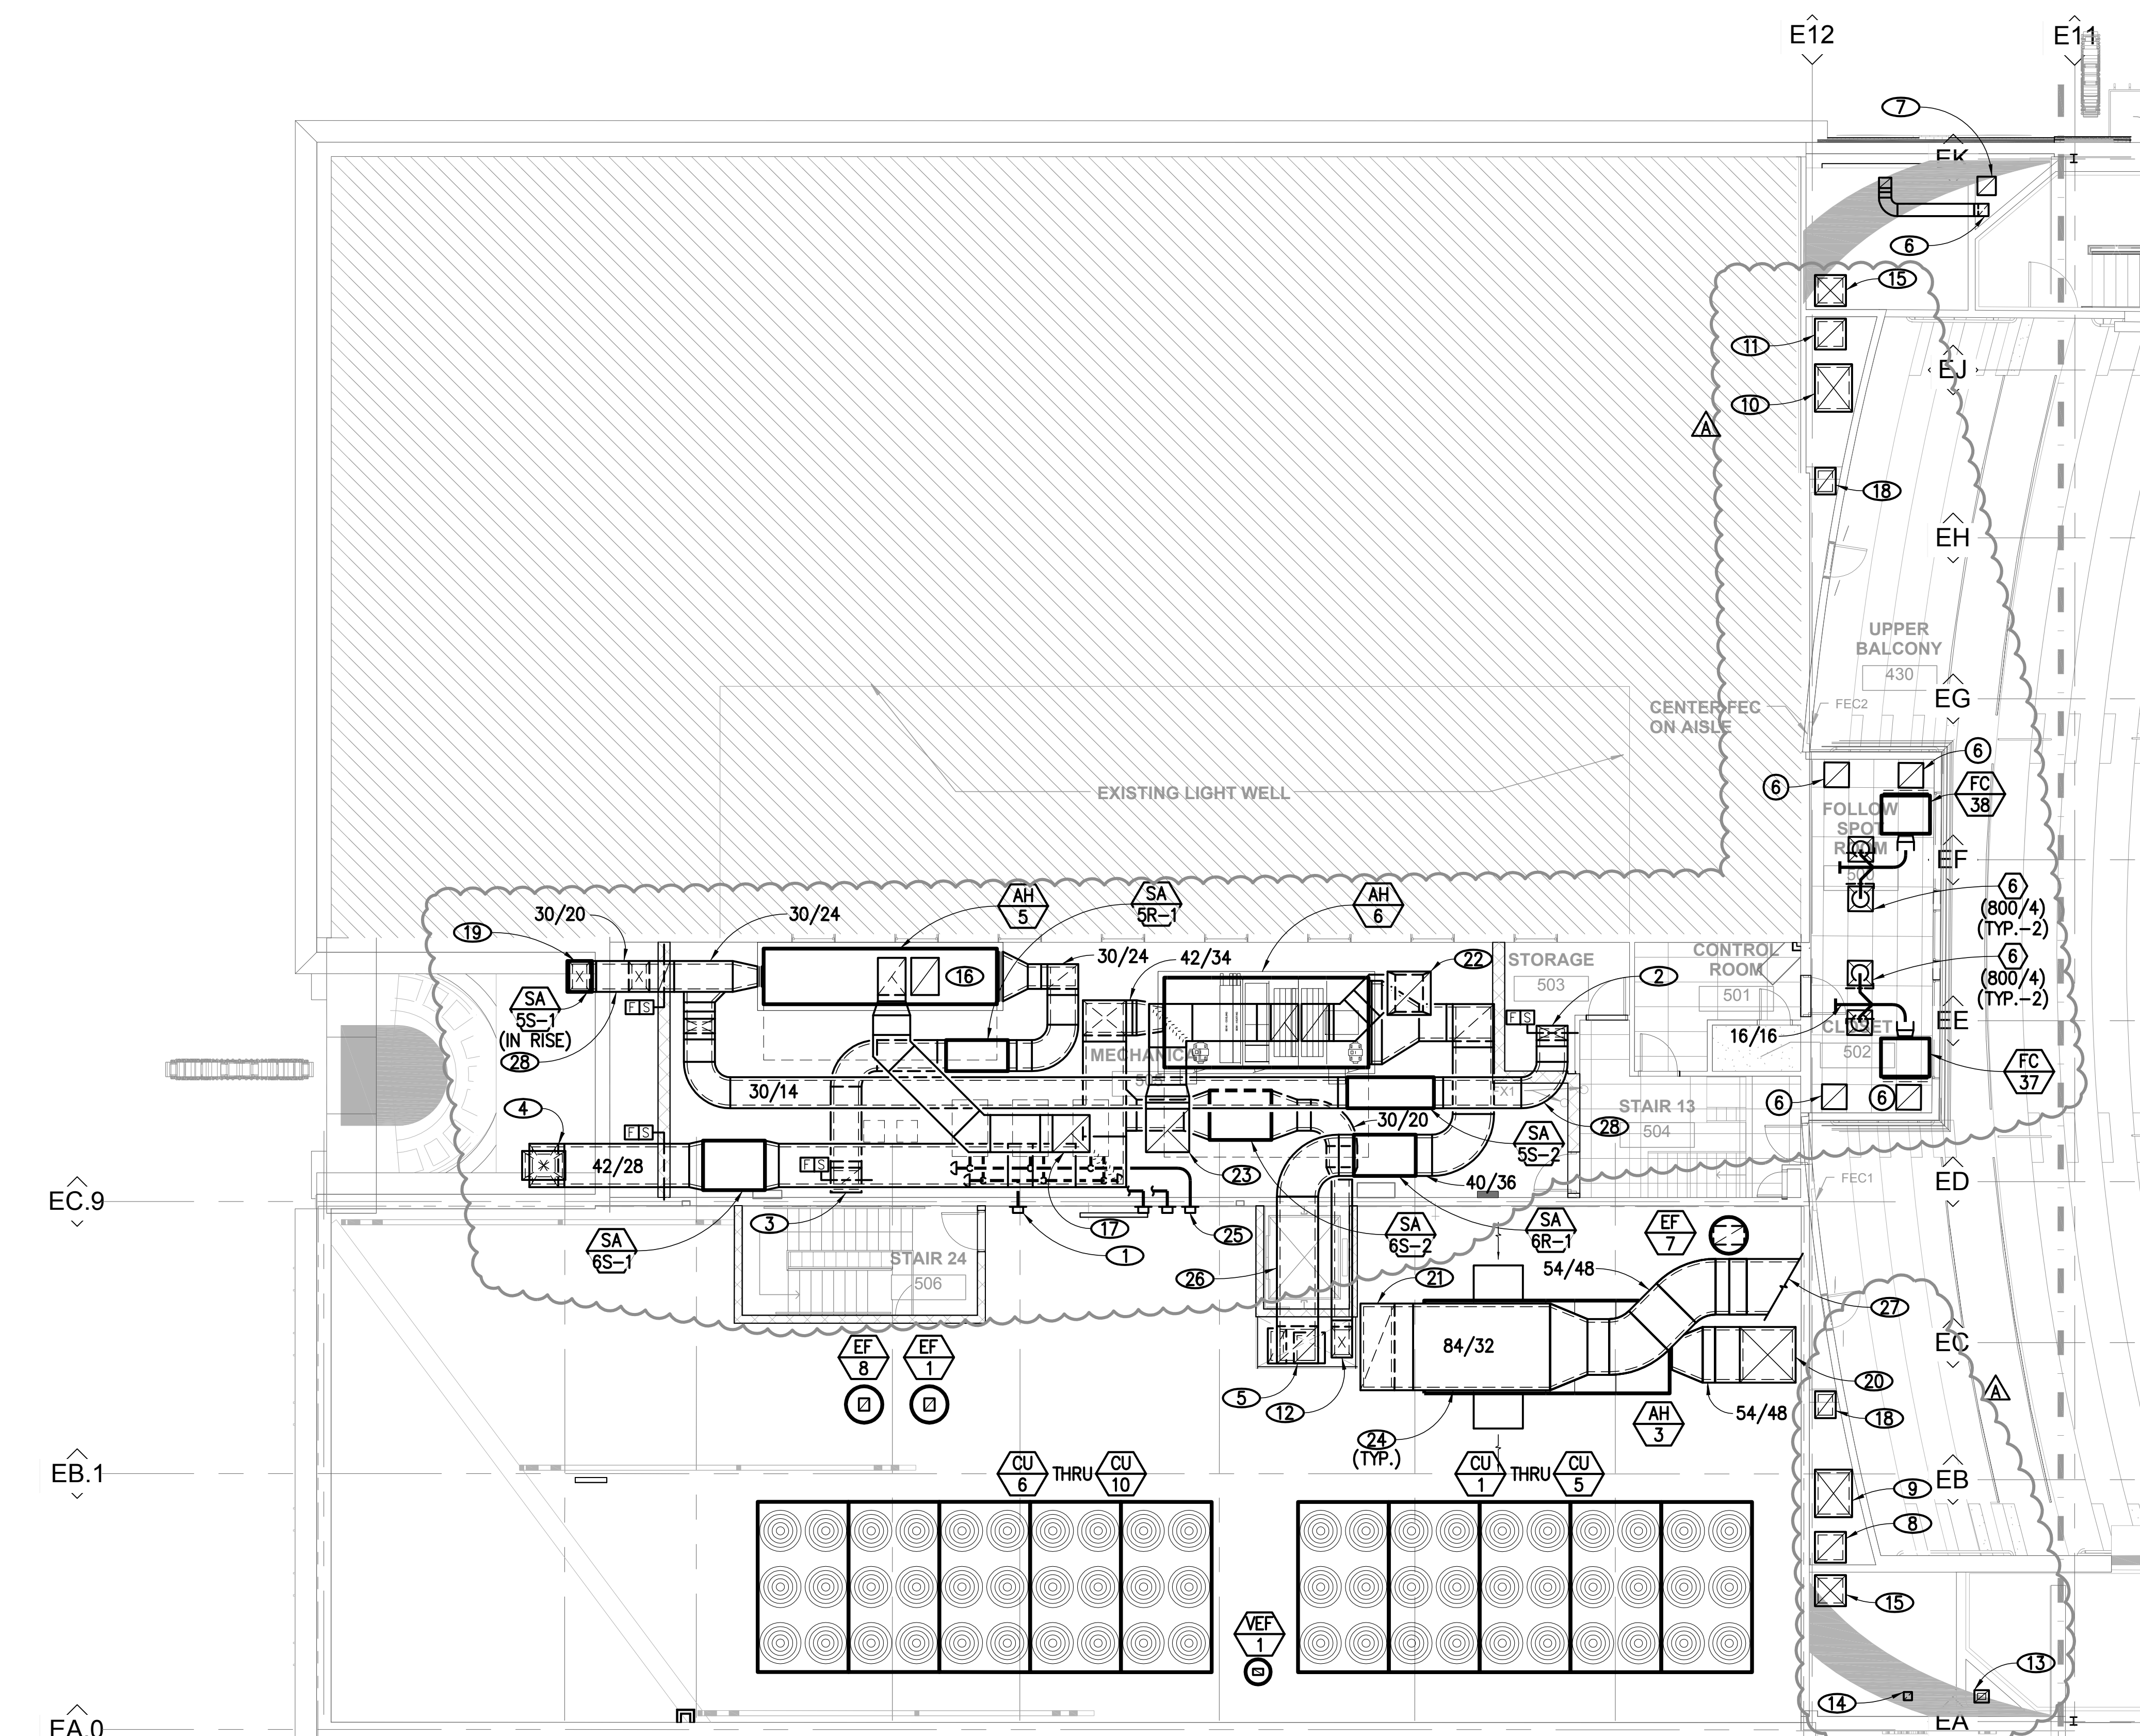 E12
E11
7
EK
6
15
11
EJ
10
A
18
EH
UPPER
BALCONY
430
EG
CENTER FEC
ON AISLE
FEC2
6
6
EXISTING LIGHT WELL
FC
38
FOLLOW
SPOT
ROOM
500
EF
6
(800/4)
(TYP.-2)
6
(800/4)
(TYP.-2)
EE
16/16
CLOSET
502
FC
37
6
6
AH
5
SA
5R-1
AH
6
30/20
30/24
19
30/24
42/34
16
22
STORAGE
503
CONTROL
ROOM
501
2
SA
5S-1
(IN RISE)
28
F S
F S
MECHANICAL
30/14
4
F S
F S
42/28
30/20
SA
5S-2
28
STAIR 13
504
23
40/36
ED
FEC1
EC.9
3
17
1
25
SA
6S-1
SA
6S-2
SA
6R-1
EF
7
STAIR 24
506
26
21
54/48
27
84/32
EC
EF
8
EF
1
5
12
20
A
24
(TYP.)
AH
3
54/48
18
EB.1
CU
6
THRU
CU
10
CU
1
THRU
CU
5
EB
9
8
15
VEF
1
13
14
EA.0
EA